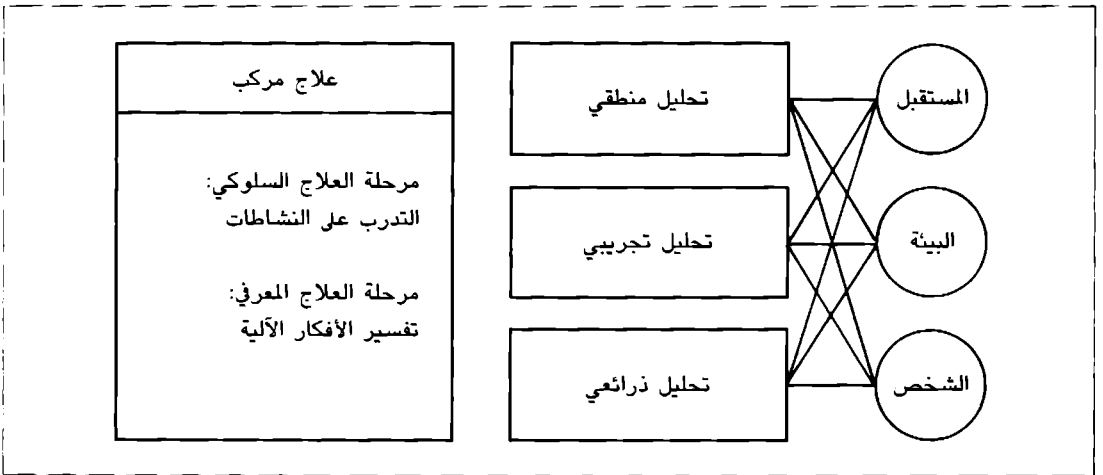 المستقبل
البيئة
الشخص
تحليل منطقي
تحليل تجريبي
تحليل ذرائعي
علاج مركب
مرحلة العلاج السلوكي:
التدرب على النشاطات
مرحلة العلاج المعرفي:
تفسير الأفكار الآلية